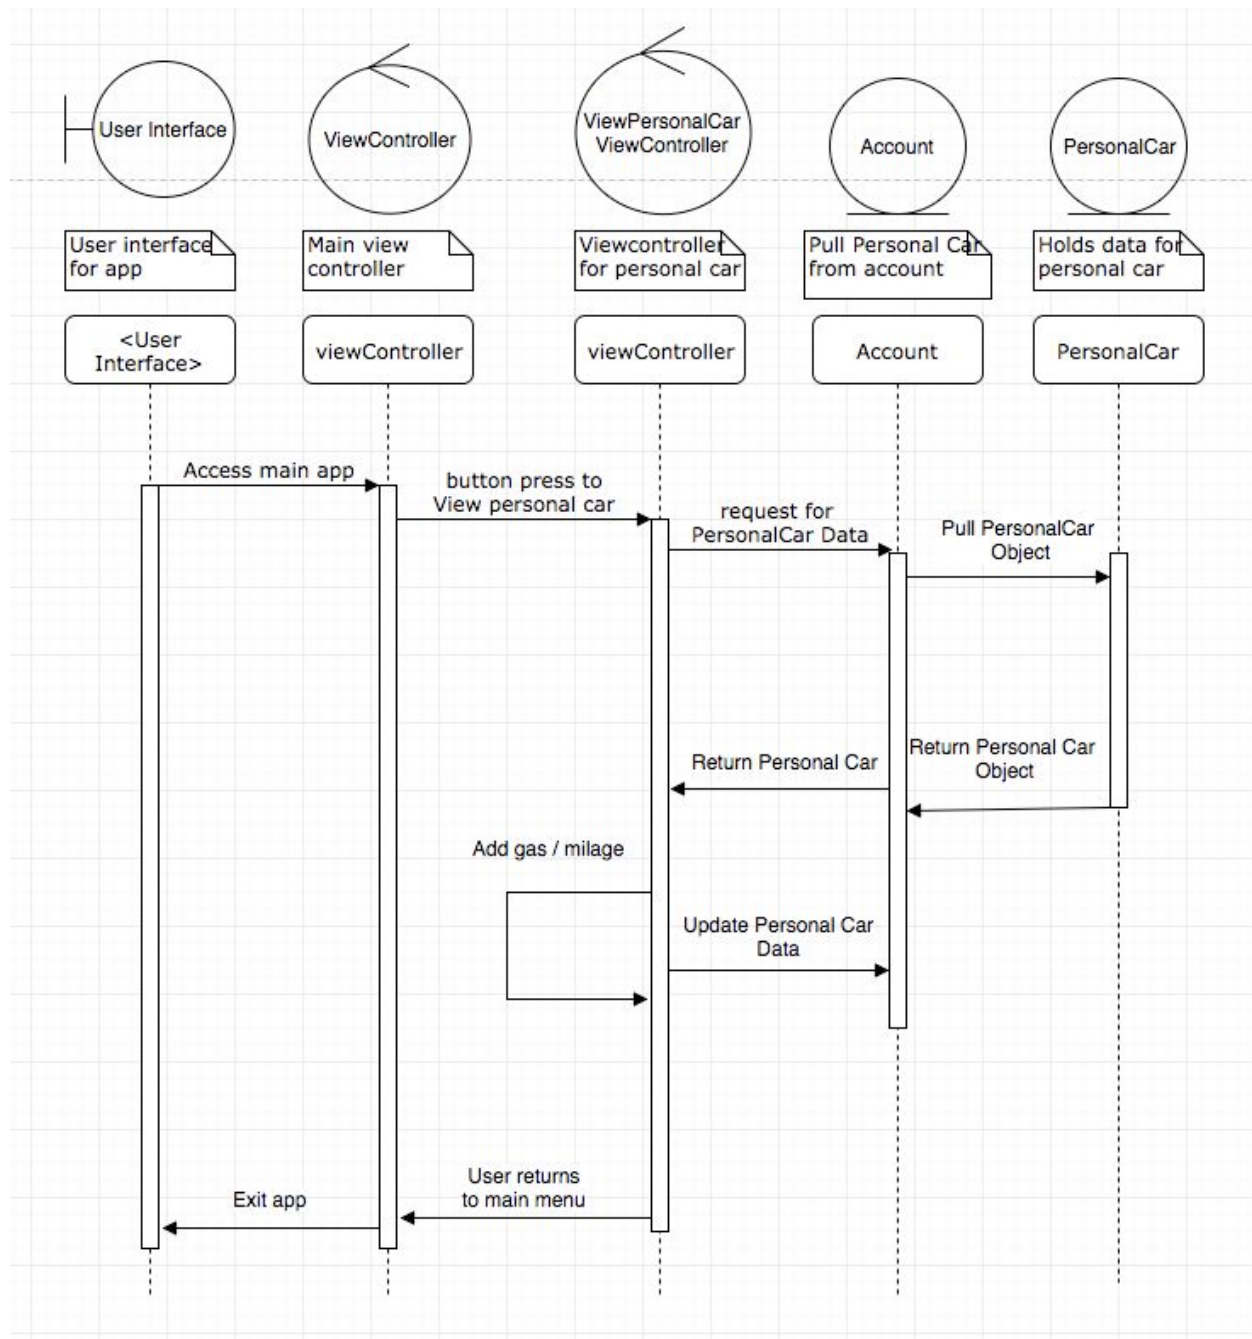 User Interface
ViewController
ViewPersonalCar
ViewController
Account
PersonalCar
User interface
for app
Main view
controller
Viewcontroller
for personal car
Pull Personal Car
from account
Holds data for
personal car
<User
Interface>
viewController
viewController
Account
PersonalCar
Access main app
button press to
View personal car
request for
PersonalCar Data
Pull PersonalCar
Object
Return Personal Car
Return Personal Car
Object
Add gas / milage
Update Personal Car
Data
User returns
to main menu
Exit app